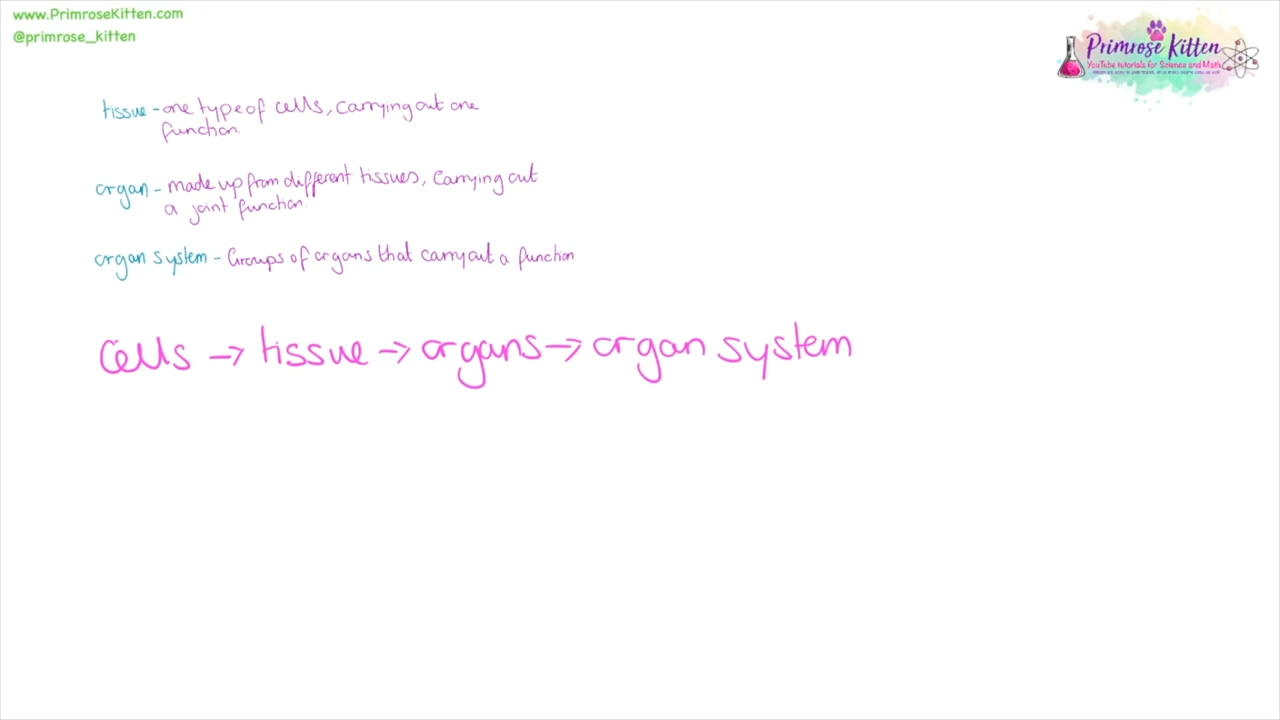 www.PrimroseKitten.com
@primrose_kitten
Primrose Kitten
YouTube tutorials for Science and Math
tissue - one type of cells, carrying out one
function.
organ - made up from different tissues, carrying out
a joint function.
organ system - Groups of organs that carry out a function
cells → tissue → organs → organ system